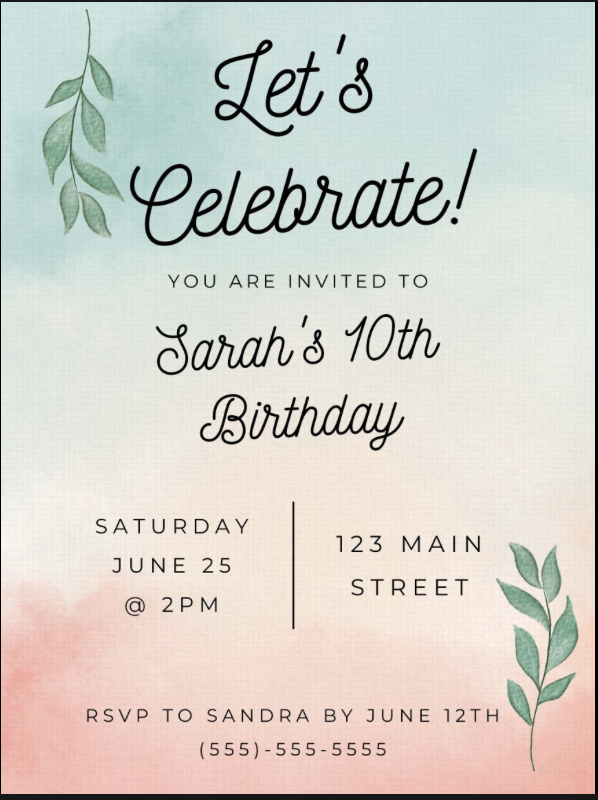 Let's
Celebrate!
YOU ARE INVITED TO
Sarah's 10th
Birthday
SATURDAY
JUNE 25
@ 2PM
123 MAIN
STREET
RSVP TO SANDRA BY JUNE 12TH
(555)-555-5555